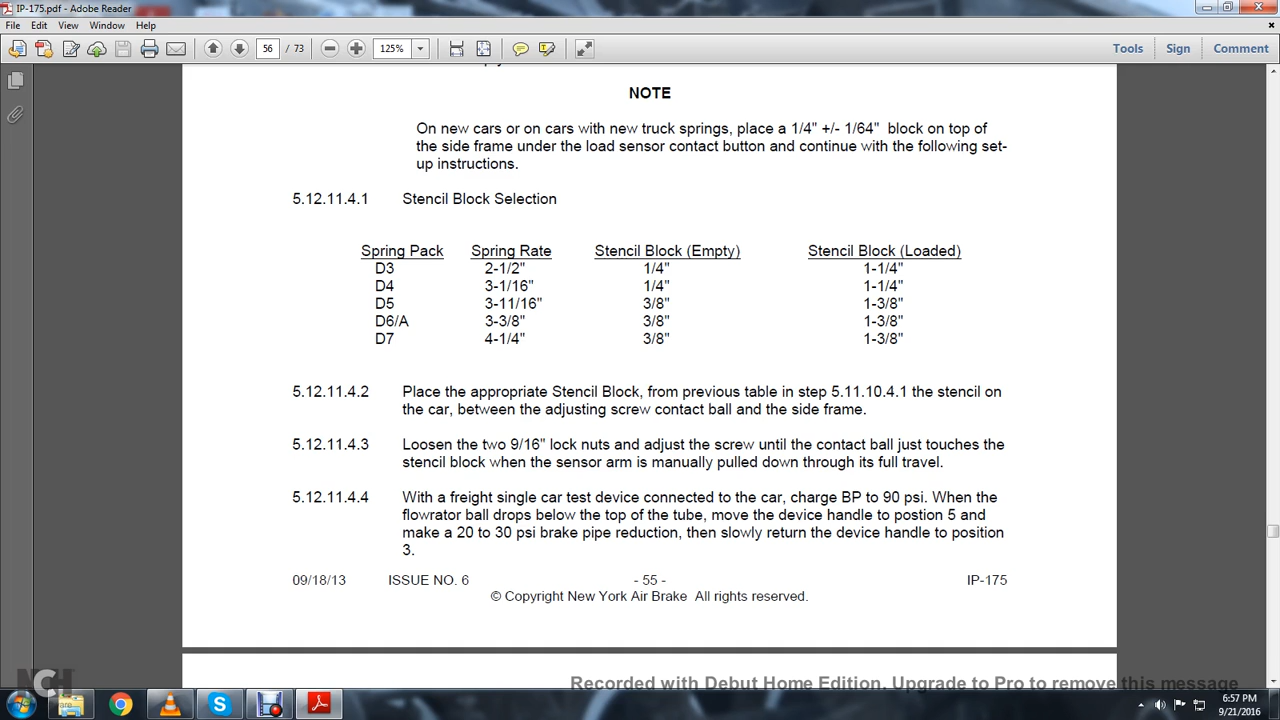 IP-175.pdf - Adobe Reader
File Edit View Window Help
56 / 73 125% Tools Sign Comment
NOTE
On new cars or on cars with new truck springs, place a 1/4" +/- 1/64" block on top of
the side frame under the load sensor contact button and continue with the following set-
up instructions.
5.12.11.4.1 Stencil Block Selection
Spring Pack Spring Rate Stencil Block (Empty) Stencil Block (Loaded)
D3 2-1/2" 1/4" 1-1/4"
D4 3-1/16" 1/4" 1-1/4"
D5 3-11/16" 3/8" 1-3/8"
D6/A 3-3/8" 3/8" 1-3/8"
D7 4-1/4" 3/8" 1-3/8"
5.12.11.4.2 Place the appropriate Stencil Block, from previous table in step 5.11.10.4.1 the stencil on
the car, between the adjusting screw contact ball and the side frame.
5.12.11.4.3 Loosen the two 9/16" lock nuts and adjust the screw until the contact ball just touches the
stencil block when the sensor arm is manually pulled down through its full travel.
5.12.11.4.4 With a freight single car test device connected to the car, charge BP to 90 psi. When the
flowrator ball drops below the top of the tube, move the device handle to postion 5 and
make a 20 to 30 psi brake pipe reduction, then slowly return the device handle to position
3.
09/18/13 ISSUE NO. 6 - 55 - IP-175
© Copyright New York Air Brake All rights reserved.
NCH
Recorded with Debut Home Edition. Upgrade to Pro to remove this message
6:57 PM
9/21/2016